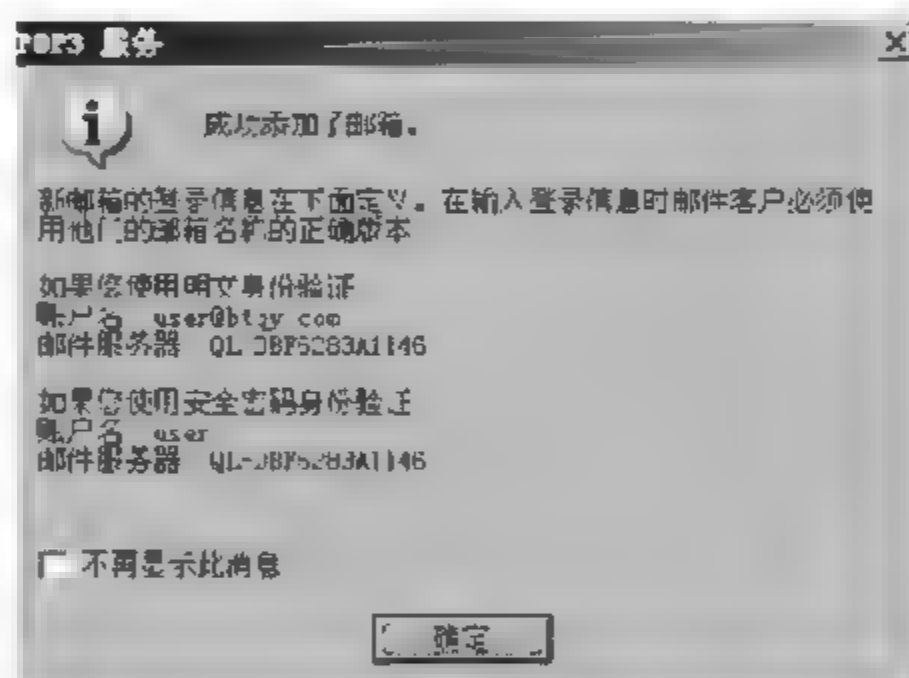 POP3 服务
成功添加了邮箱。
新邮箱的登录信息在下面定义。在输入登录信息时邮件客户必须使
用他们的邮箱名称的正确版本
如果您使用明文身份验证
账户名 user@btqy com
邮件服务器
如果您使用安全密码身份验证
账户名 user
邮件服务器
不再显示此消息
确定